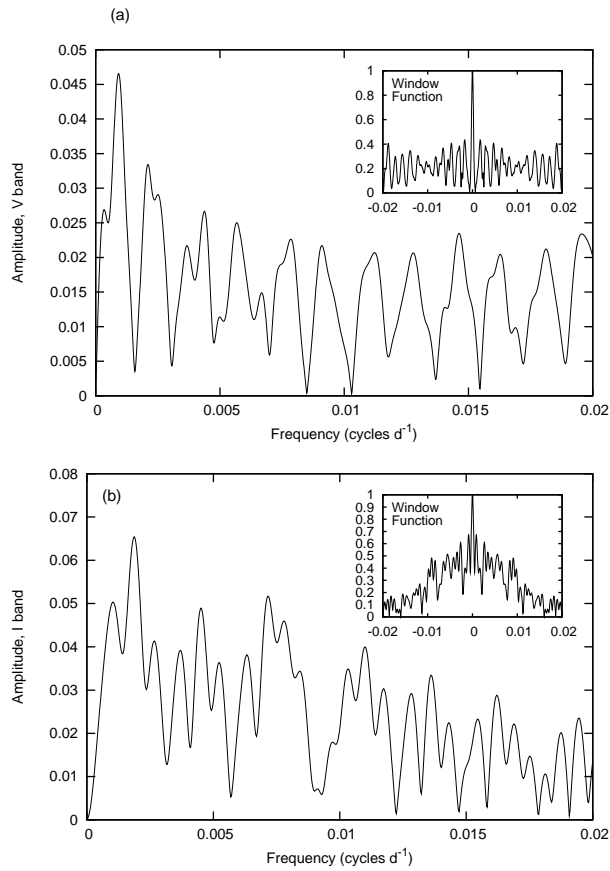 (a)
0.05
0.045
0.04
0.035
0.03
0.025
0.02
0.015
0.01
0.005
0
Amplitude, V band
Window
Function
1
0.8
0.6
0.4
0.2
0
-0.02 -0.01 0 0.01 0.02
0 0.005 0.01 0.015 0.02
Frequency (cycles d⁻¹)
(b)
0.08
0.07
0.06
0.05
0.04
0.03
0.02
0.01
0
Amplitude, I band
Window
Function
1
0.9
0.8
0.7
0.6
0.5
0.4
0.3
0.2
0.1
0
-0.02 -0.01 0 0.01 0.02
0 0.005 0.01 0.015 0.02
Frequency (cycles d⁻¹)